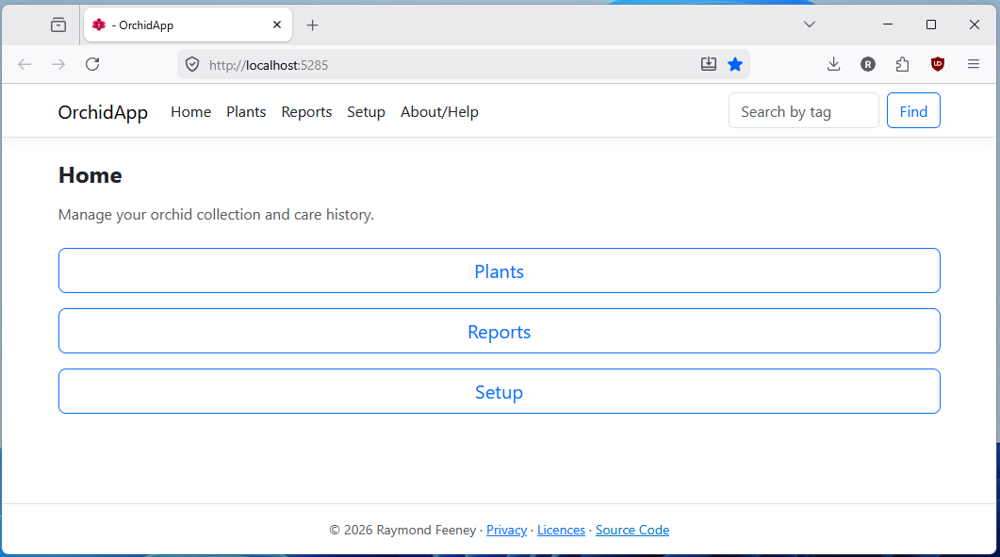 - OrchidApp
http://localhost:5285
R
OrchidApp Home Plants Reports Setup About/Help Search by tag Find
Home
Manage your orchid collection and care history.
Plants
Reports
Setup
© 2026 Raymond Feeney · Privacy · Licences · Source Code